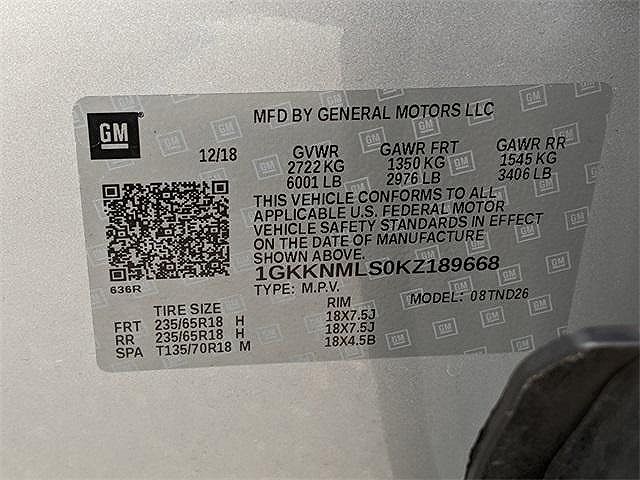 GM
MFD BY GENERAL MOTORS LLC
12/18 GVWR GAWR FRT GAWR RR
2722 KG 1350 KG 1545 KG
6001 LB 2976 LB 3406 LB
THIS VEHICLE CONFORMS TO ALL
APPLICABLE U.S. FEDERAL MOTOR
VEHICLE SAFETY STANDARDS IN EFFECT
ON THE DATE OF MANUFACTURE
SHOWN ABOVE.
1GKKNMLS0KZ189668
636R
TYPE: M.P.V. MODEL: 08TND26
TIRE SIZE RIM
FRT 235/65R18 H 18X7.5J
RR 235/65R18 H 18X7.5J
SPA T135/70R18 M 18X4.5B